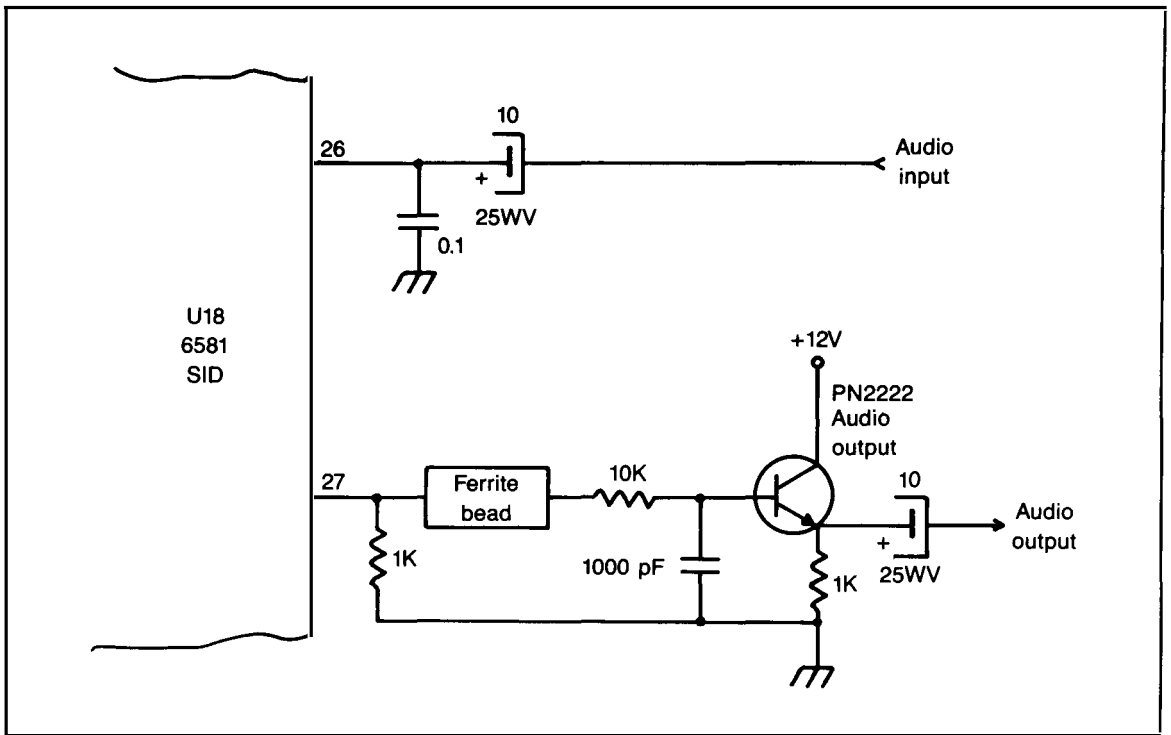 26
10
+
25WV
Audio
input
0.1
U18
6581
SID
+12V
PN2222
Audio
output
27
Ferrite
bead
10K
1K
1000 pF
10
+
25WV
1K
Audio
output